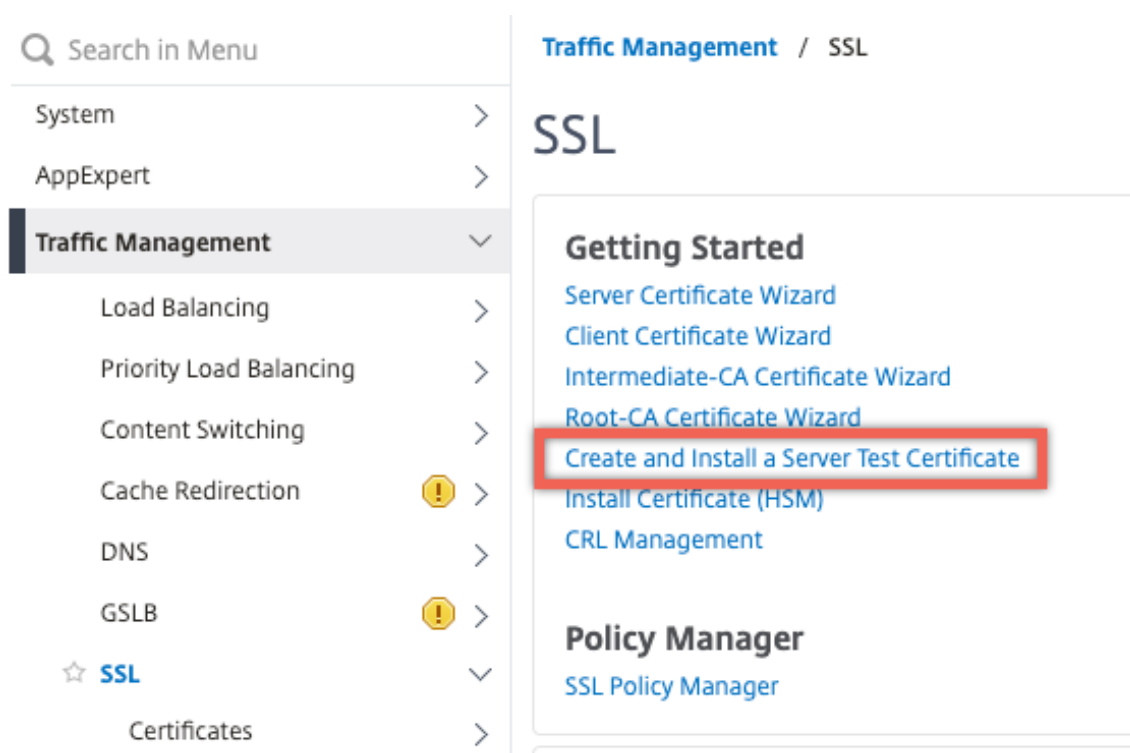 Search in Menu
System
AppExpert
Traffic Management
Load Balancing
Priority Load Balancing
Content Switching
Cache Redirection
DNS
GSLB
SSL
Certificates
Traffic Management / SSL
SSL
Getting Started
Server Certificate Wizard
Client Certificate Wizard
Intermediate-CA Certificate Wizard
Root-CA Certificate Wizard
Create and Install a Server Test Certificate
Install Certificate (HSM)
CRL Management
Policy Manager
SSL Policy Manager